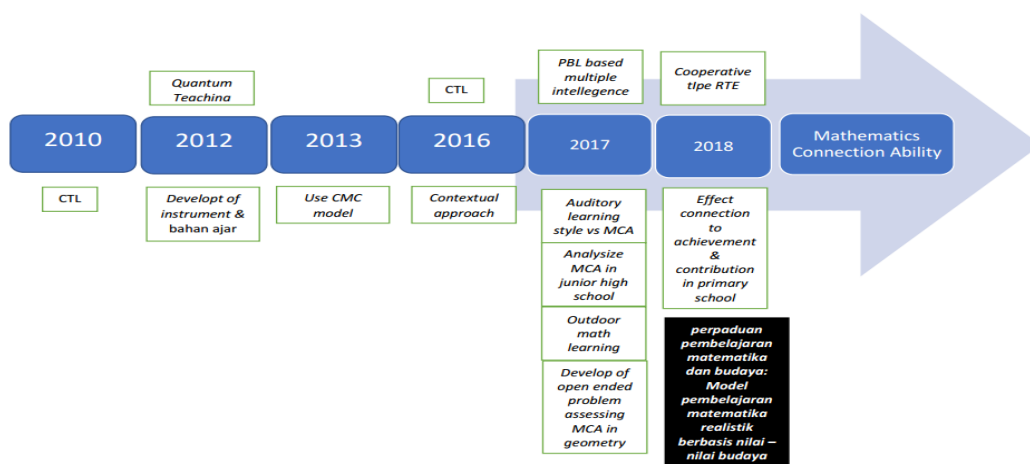 Quantum
Teachina
CTL
PBL based
multiple
intellegence
Cooperative
tIpe RTE
2010
2012
2013
2016
2017
2018
Mathematics
Connection Ability
CTL
Developt of
instrument &
bahan ajar
Use CMC
model
Contextual
approach
Auditory
learning
style vs MCA
Analysize
MCA in
junior high
school
Outdoor
math
learning
Develop of
open ended
problem
assessing
MCA in
geometry
Effect
connection
to
achievement
&
contribution
in primary
school
perpaduan
pembelajaran
matematika
dan budaya:
Model
pembelajaran
matematika
realistik
berbasis nilai –
nilai budaya